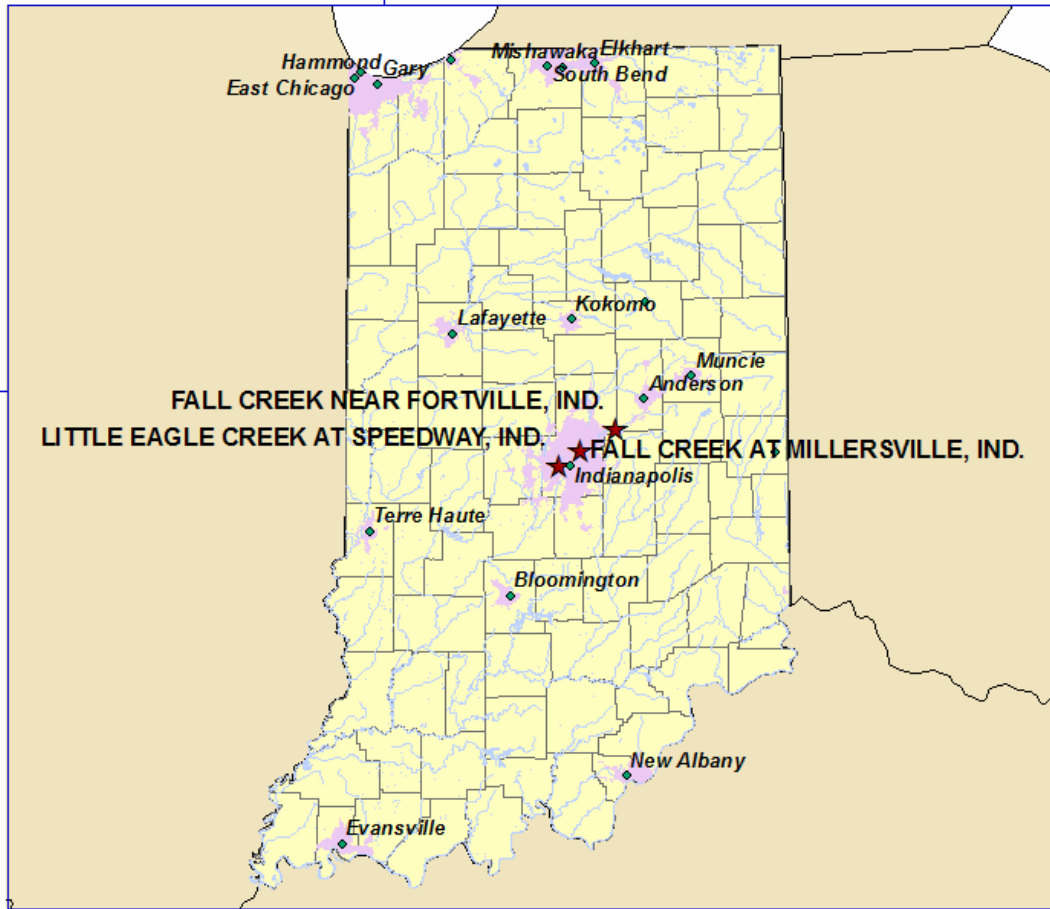 Mishawaka
Elkhart
Hammond
Gary
South Bend
East Chicago
Kokomo
Lafayette
Muncie
Anderson
FALL CREEK NEAR FORTVILLE, IND.
LITTLE EAGLE CREEK AT SPEEDWAY, IND.
FALL CREEK AT MILLERSVILLE, IND.
Indianapolis
Terre Haute
Bloomington
New Albany
Evansville